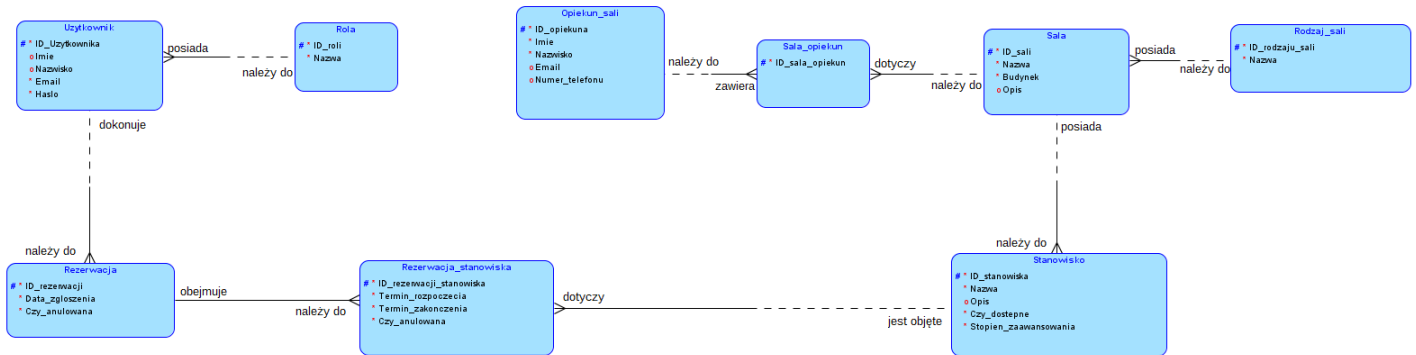 Uzytkownik
# * ID_Uzytkownika
o Imie
o Nazwisko
* Email
* Haslo
posiada
należy do
Rola
# * ID_roli
* Nazwa
Opiekun_sali
# * ID_opiekuna
* Imie
* Nazwisko
o Email
o Numer_telefonu
należy do
zawiera
Sala_opiekun
# * ID_sala_opiekun
dotyczy
należy do
Sala
# * ID_sali
* Nazwa
* Budynek
o Opis
posiada
należy do
Rodzaj_sali
# * ID_rodzaju_sali
* Nazwa
dokonuje
należy do
posiada
należy do
Rezerwacja
# * ID_rezerwacji
* Data_zgloszenia
* Czy_anulowana
obejmuje
należy do
Rezerwacja_stanowiska
# * ID_rezerwacji_stanowiska
* Termin_rozpoczecia
* Termin_zakonczenia
* Czy_anulowana
dotyczy
jest objęte
Stanowisko
# * ID_stanowiska
* Nazwa
o Opis
* Czy_dostepne
* Stopien_zaawansowania